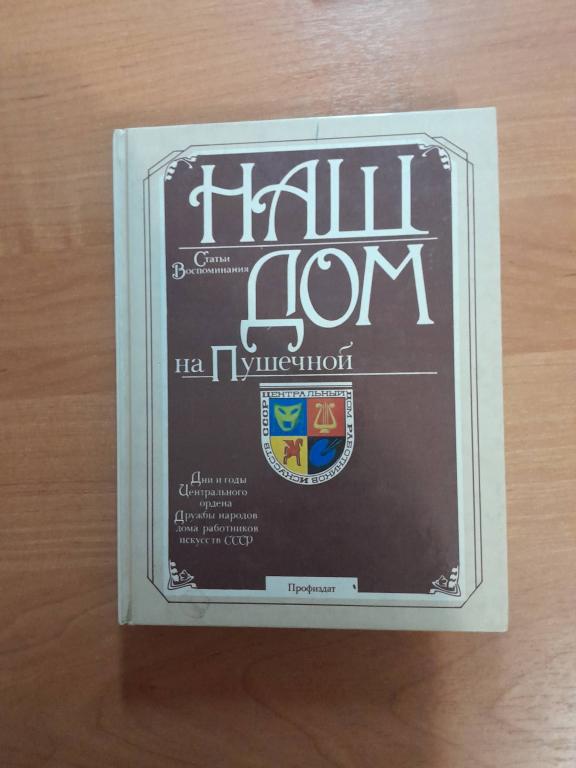 НАШ
Статьи
Воспоминания
ДОМ
на Пушечной
ЦЕНТРАЛЬНЫЙ ДОМ РАБОТНИКОВ ИСКУССТВ СССР
Дни и годы
Центрального
ордена
Дружбы народов
дома работников
искусств СССР
Профиздат